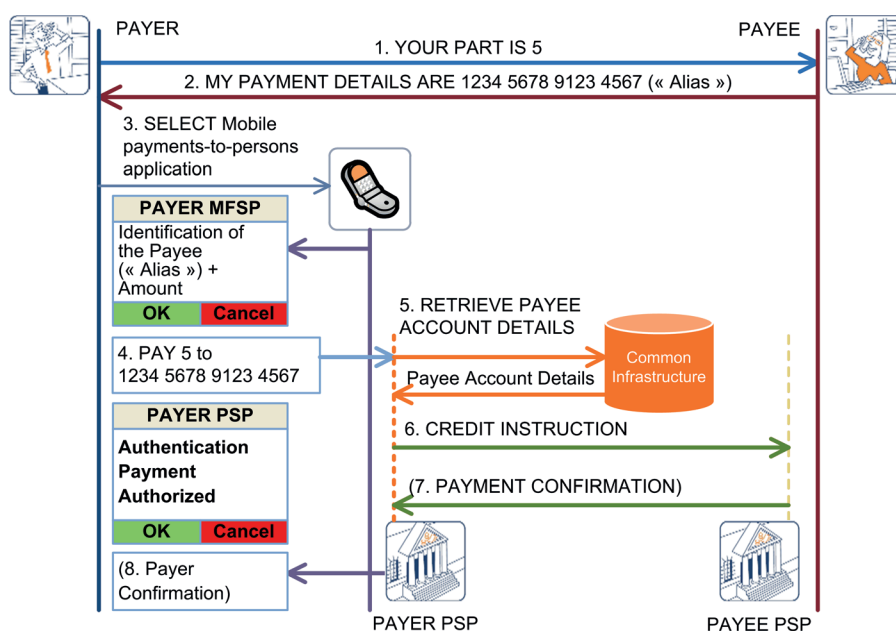 PAYER
PAYEE
1. YOUR PART IS 5
2. MY PAYMENT DETAILS ARE 1234 5678 9123 4567 (« Alias »)
3. SELECT Mobile
payments-to-persons
application
PAYER MFSP
Identification of
the Payee
(« Alias ») +
Amount
OK
Cancel
5. RETRIEVE PAYEE
ACCOUNT DETAILS
4. PAY 5 to
1234 5678 9123 4567
Common
Infrastructure
Payee Account Details
PAYER PSP
Authentication
Payment
Authorized
OK
Cancel
6. CREDIT INSTRUCTION
(7. PAYMENT CONFIRMATION)
(8. Payer
Confirmation)
PAYER PSP
PAYEE PSP